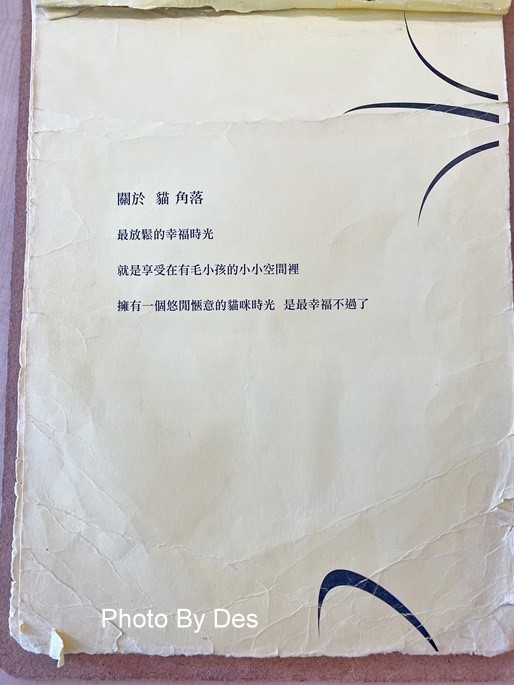 關於 貓 角落
最放鬆的幸福時光
就是享受在有毛小孩的小小空間裡
擁有一個悠閒愜意的貓咪時光 是最幸福不過了
Photo By Des